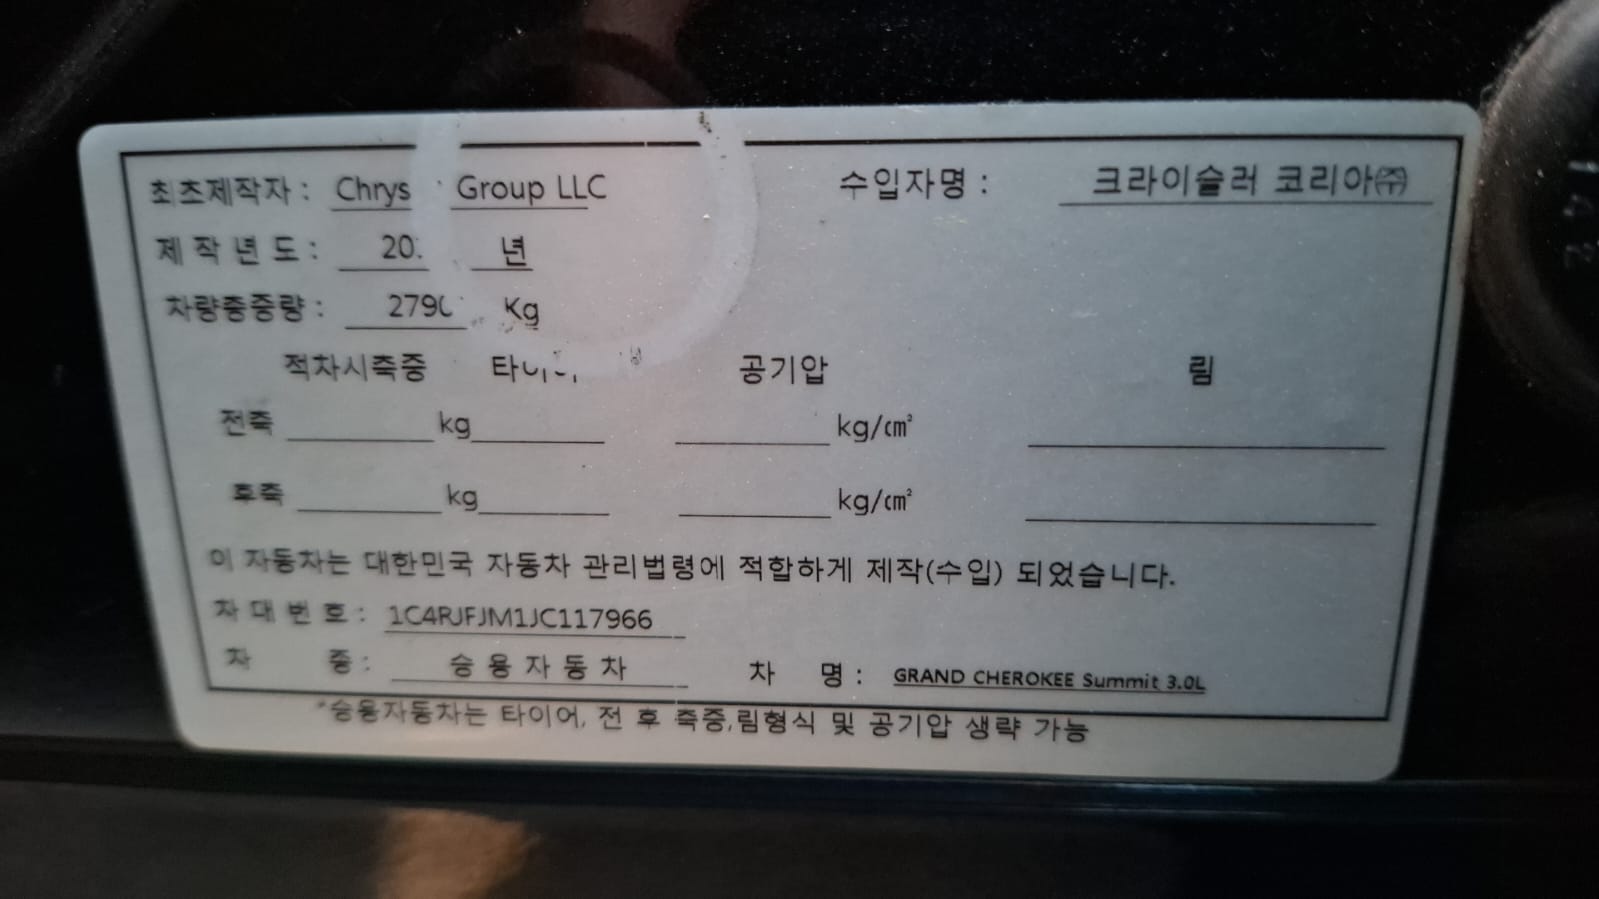 최초제작자 : Chrys Group LLC 수입자명 : 크라이슬러 코리아㈜
제 작 년 도 : 20 년
차량총중량 : 279 Kg
적차시축중 타이어 공기압 림
전축 kg kg/㎠
후축 kg kg/㎠
이 자동차는 대한민국 자동차 관리법령에 적합하게 제작(수입) 되었습니다.
차 대 번 호 : 1C4RJFJM1JC117966
차 종 : 승 용 자 동 차 차 명 : GRAND CHEROKEE Summit 3.0L
*승용자동차는 타이어, 전 후 축중,림형식 및 공기압 생략 가능
142